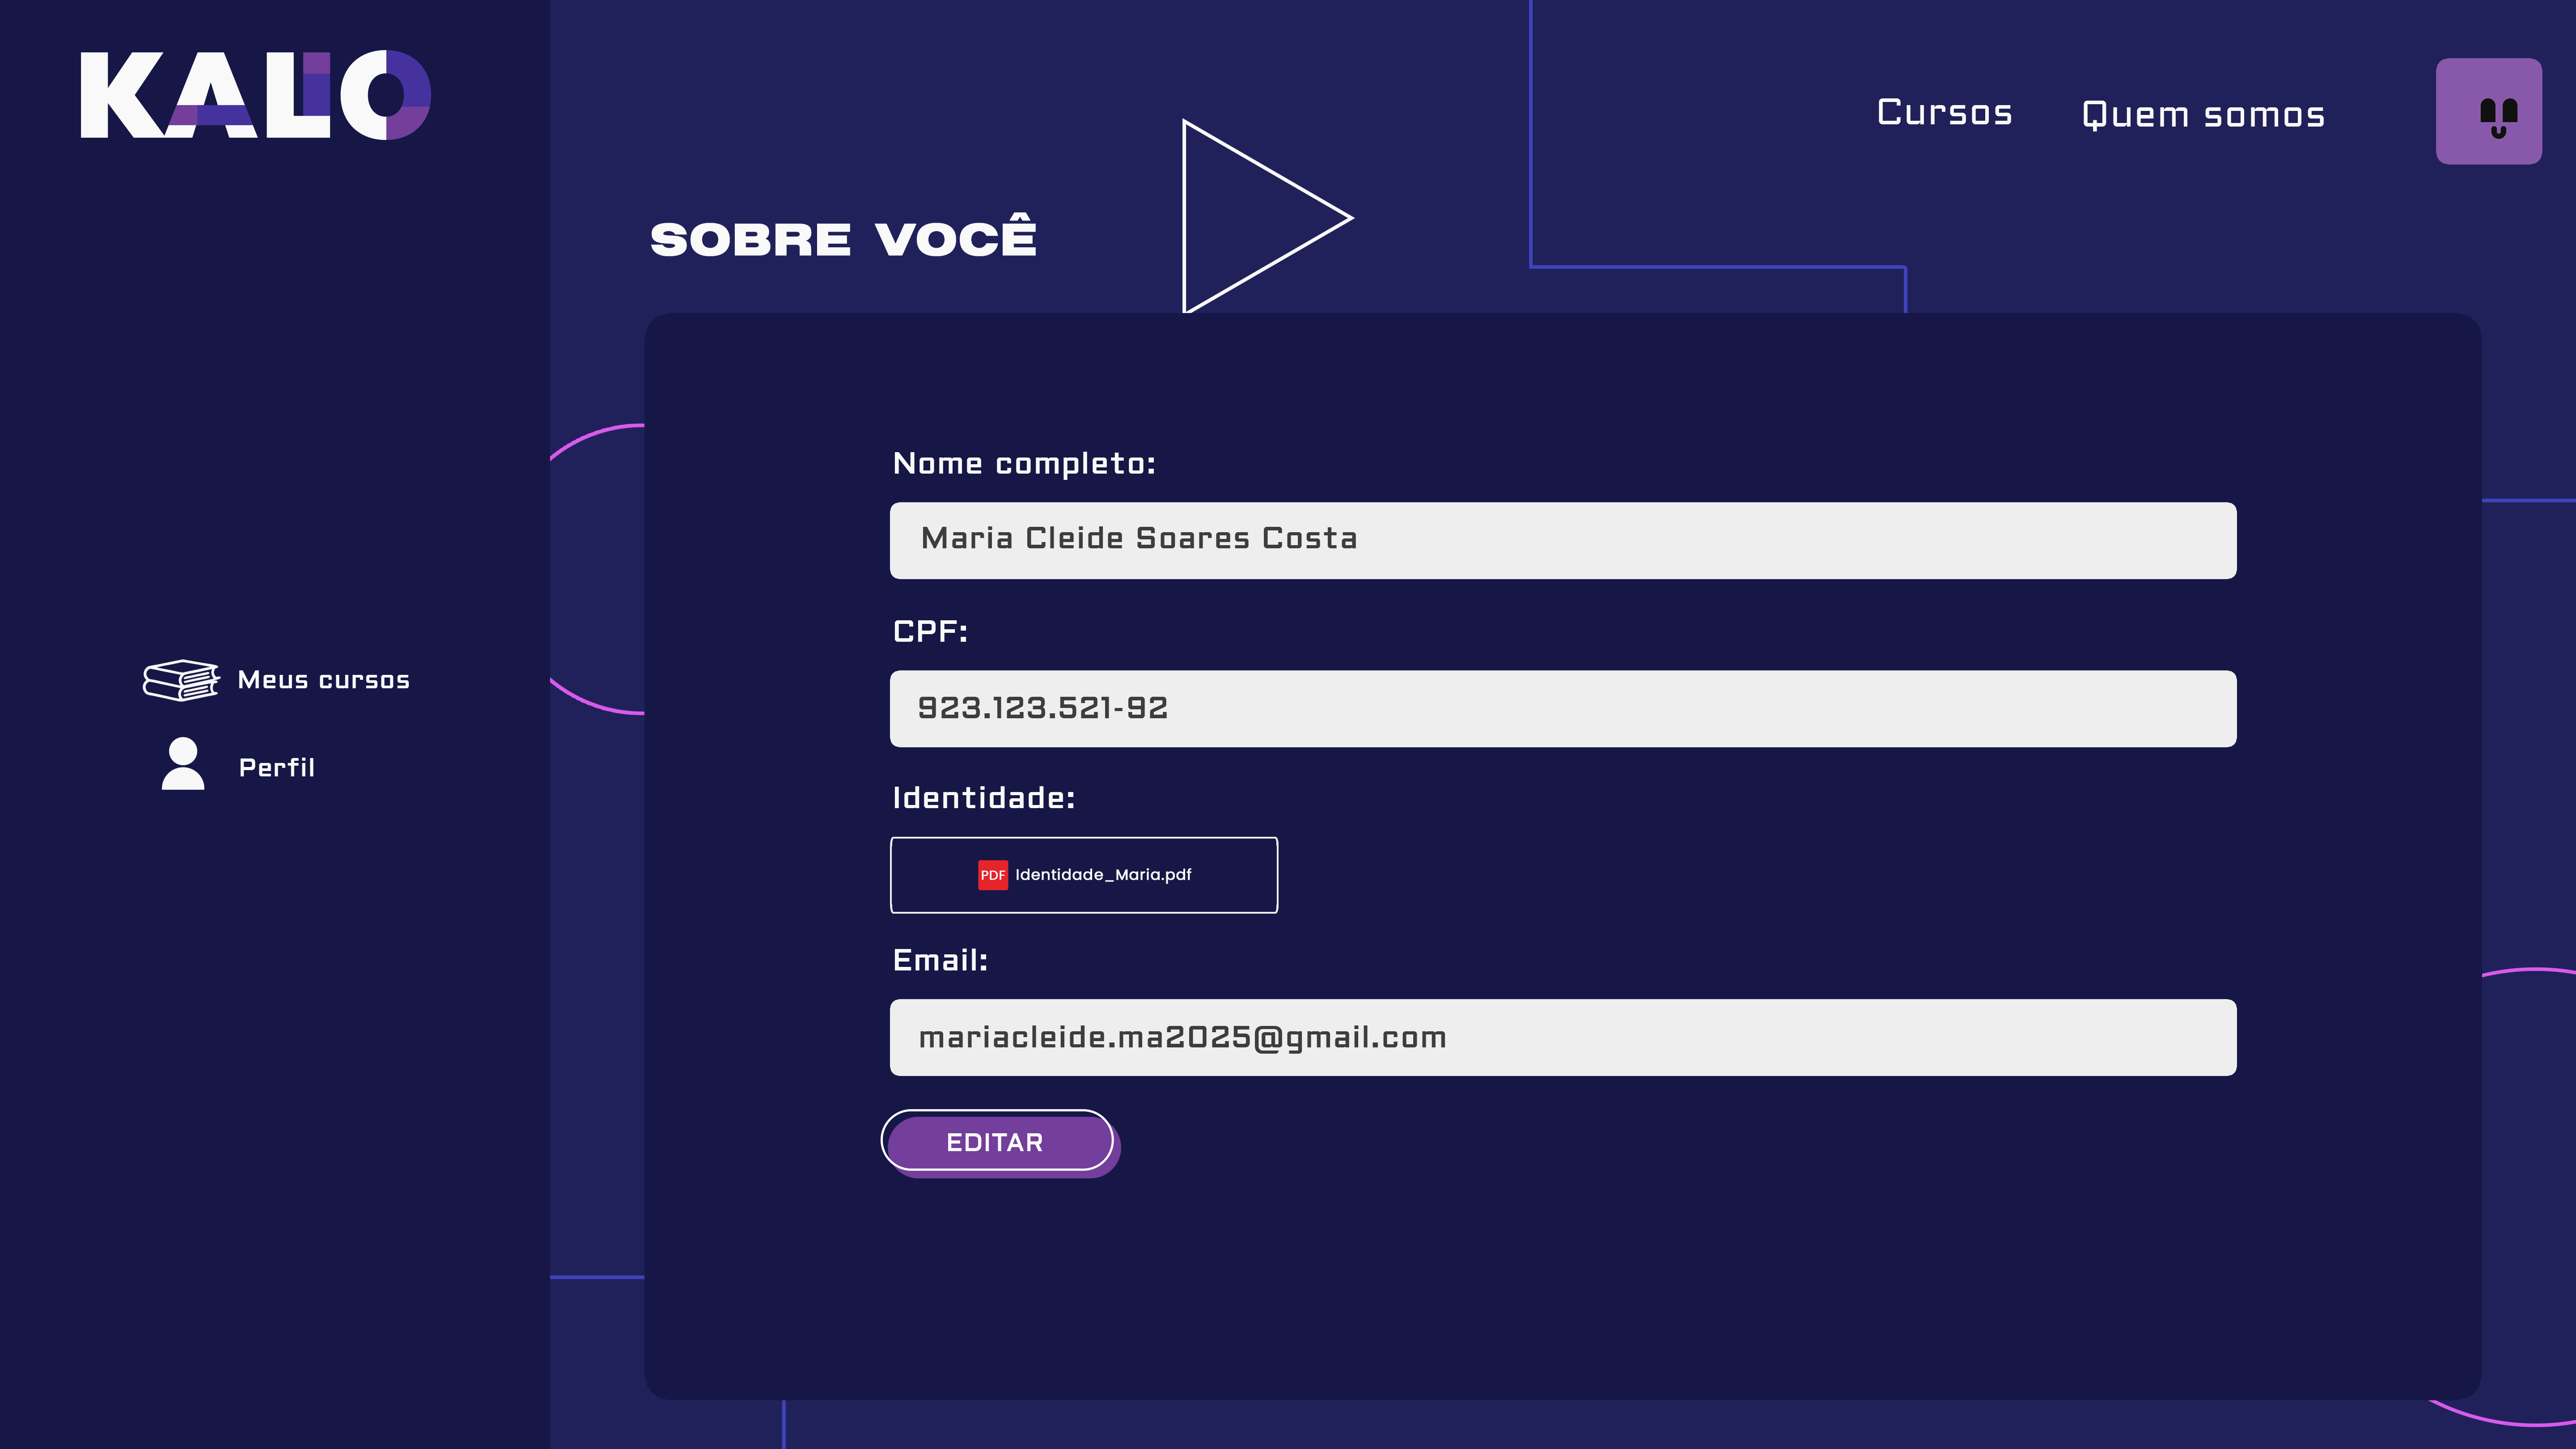 KALIO
Cursos
Quem somos
SOBRE VOCÊ
Meus cursos
Perfil
Nome completo:
Maria Cleide Soares Costa
CPF:
923.123.521-92
Identidade:
PDF Identidade_Maria.pdf
Email:
mariacleide.ma2025@gmail.com
EDITAR